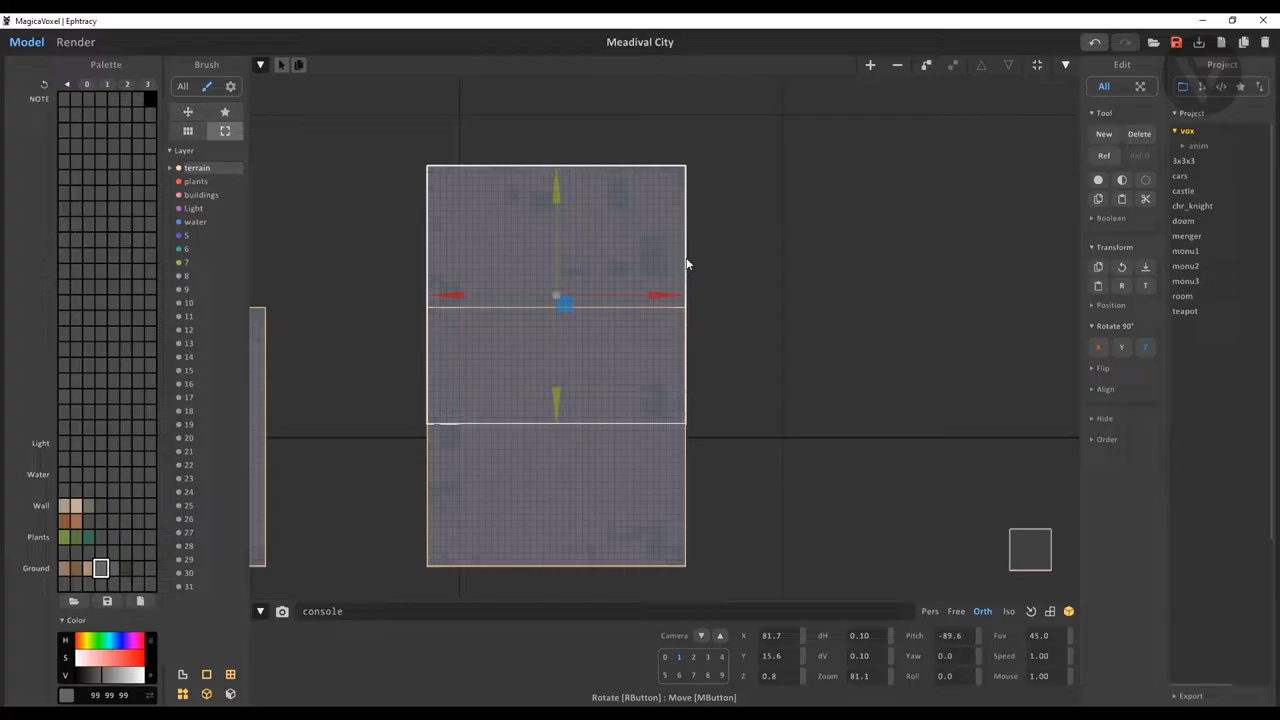 MagicaVoxel | Ephtracy
Model Render
Meadival City
Palette
Brush
Edit
Project
0 1 2 3
All
All
NOTE
Layer
terrain
plants
buildings
Light
water
5
6
7
8
9
10
11
12
13
14
15
16
17
18
19
20
21
22
23
24
25
26
27
28
29
30
31
Light
Water
Wall
Plants
Ground
Color
H
S
V
99 99 99
Tool
New Delete
Ref Ref-O
Boolean
Transform
R T
Position
Rotate 90°
X Y Z
Flip
Align
Hide
Order
Project
vox
anim
3x3x3
cars
castle
chr_knight
doom
menger
monu1
monu2
monu3
room
teapot
Export
console
Pers Free Orth Iso
Camera
0 1 2 3 4
5 6 7 8 9
X 81.7 dH 0.10 Pitch -89.6 Fov 45.0
Y 15.6 dV 0.10 Yaw 0.0 Speed 1.00
Z 0.8 Zoom 81.1 Roll 0.0 Mouse 1.00
Rotate [RButton] : Move [MButton]